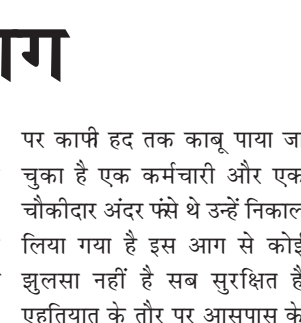 ाग
पर काफी हद तक काबू पाया जा
चुका है एक कर्मचारी और एक
चौकीदार अंदर फंसे थे उन्हें निकाल
लिया गया है इस आग से कोई
झुलसा नहीं है सब सुरक्षित है
एहतियात के तौर पर आसपास के